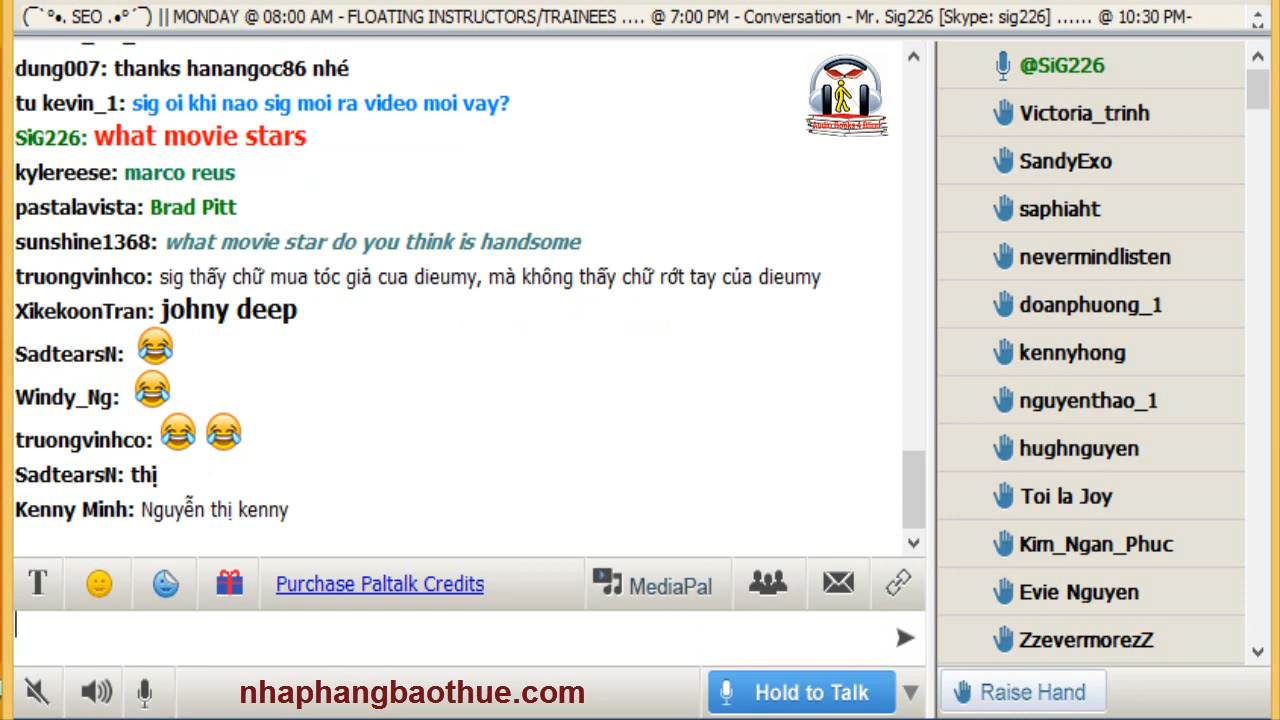 (¯`°•. SEO .•°´¯) || MONDAY @ 08:00 AM - FLOATING INSTRUCTORS/TRAINEES .... @ 7:00 PM - Conversation - Mr. Sig226 [Skype: sig226] ...... @ 10:30 PM-
dung007: thanks hanangoc86 nhé
tu kevin_1: sig oi khi nao sig moi ra video moi vay?
SiG226: what movie stars
kylereese: marco reus
pastalavista: Brad Pitt
sunshine1368: what movie star do you think is handsome
truongvinhco: sig thấy chữ mua tóc giả cua dieumy, mà không thấy chữ rớt tay của dieumy
XikekoonTran: johny deep
SadtearsN: 😂
Windy_Ng: 😂
truongvinhco: 😂 😂
SadtearsN: thị
Kenny Minh: Nguyễn thị kenny
Purchase Paltalk Credits
MediaPal
nhaphangbaothue.com
Hold to Talk
@SiG226
Victoria_trinh
SandyExo
saphiaht
nevermindlisten
doanphuong_1
kennyhong
nguyenthao_1
hughnguyen
Toi la Joy
Kim_Ngan_Phuc
Evie Nguyen
ZzevermorezZ
Raise Hand